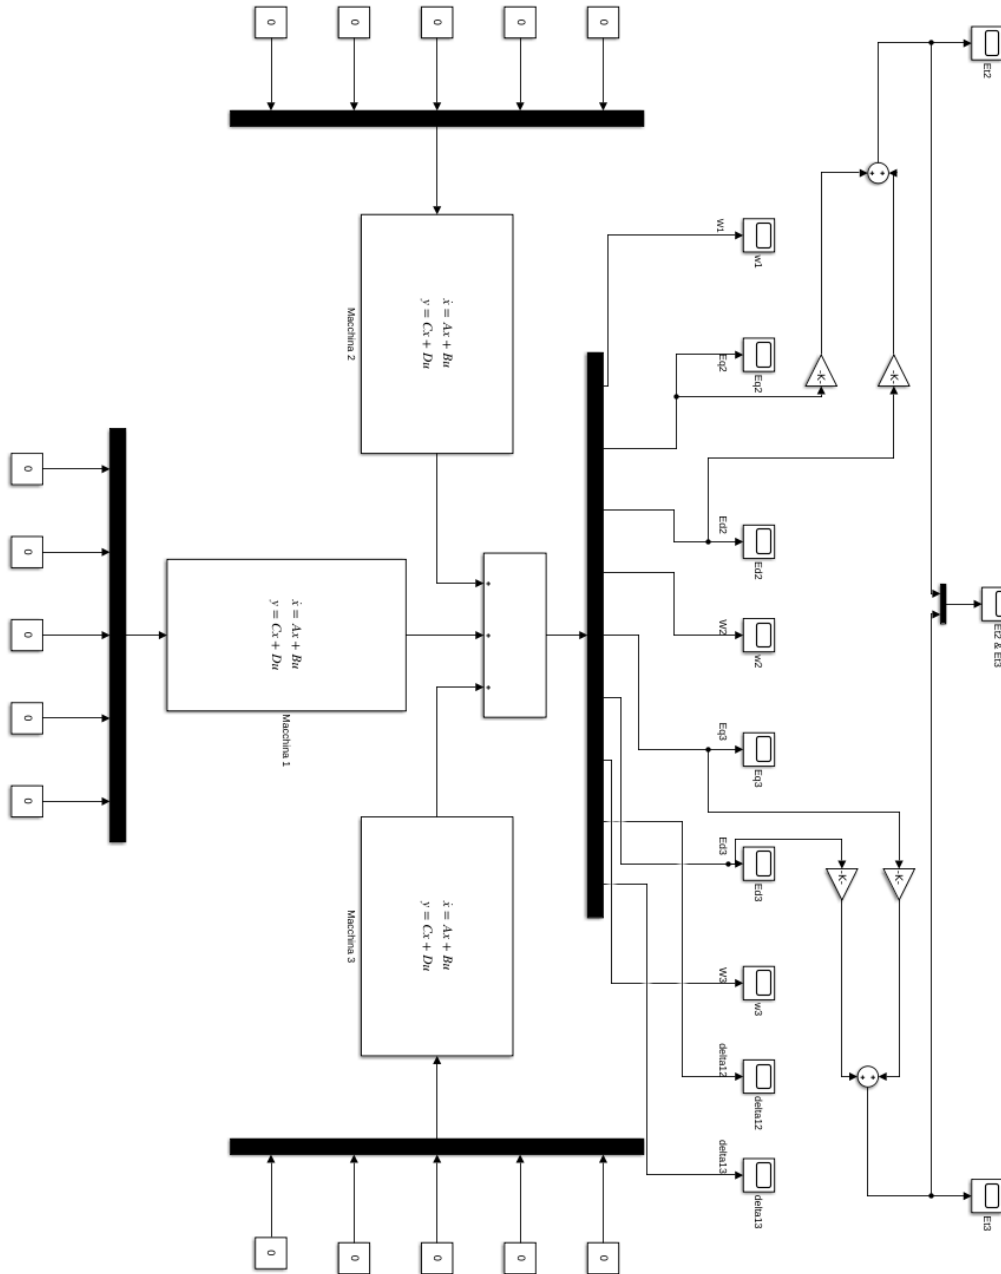 0
0
0
0
0
Et2
w1
W1
Eq2
Eq2
-K-
-K-
ẋ = Ax + Bu
y = Cx + Du
Macchina 2
Ed2
Ed2
w2
W2
Et2 & Et3
0
0
0
0
0
ẋ = Ax + Bu
y = Cx + Du
Macchina 1
+
+
+
+ +
Eq3
Eq3
Ed3
Ed3
-K-
-K-
ẋ = Ax + Bu
y = Cx + Du
Macchina 3
w3
W3
delta12
delta12
+ +
delta13
delta13
Et3
0
0
0
0
0